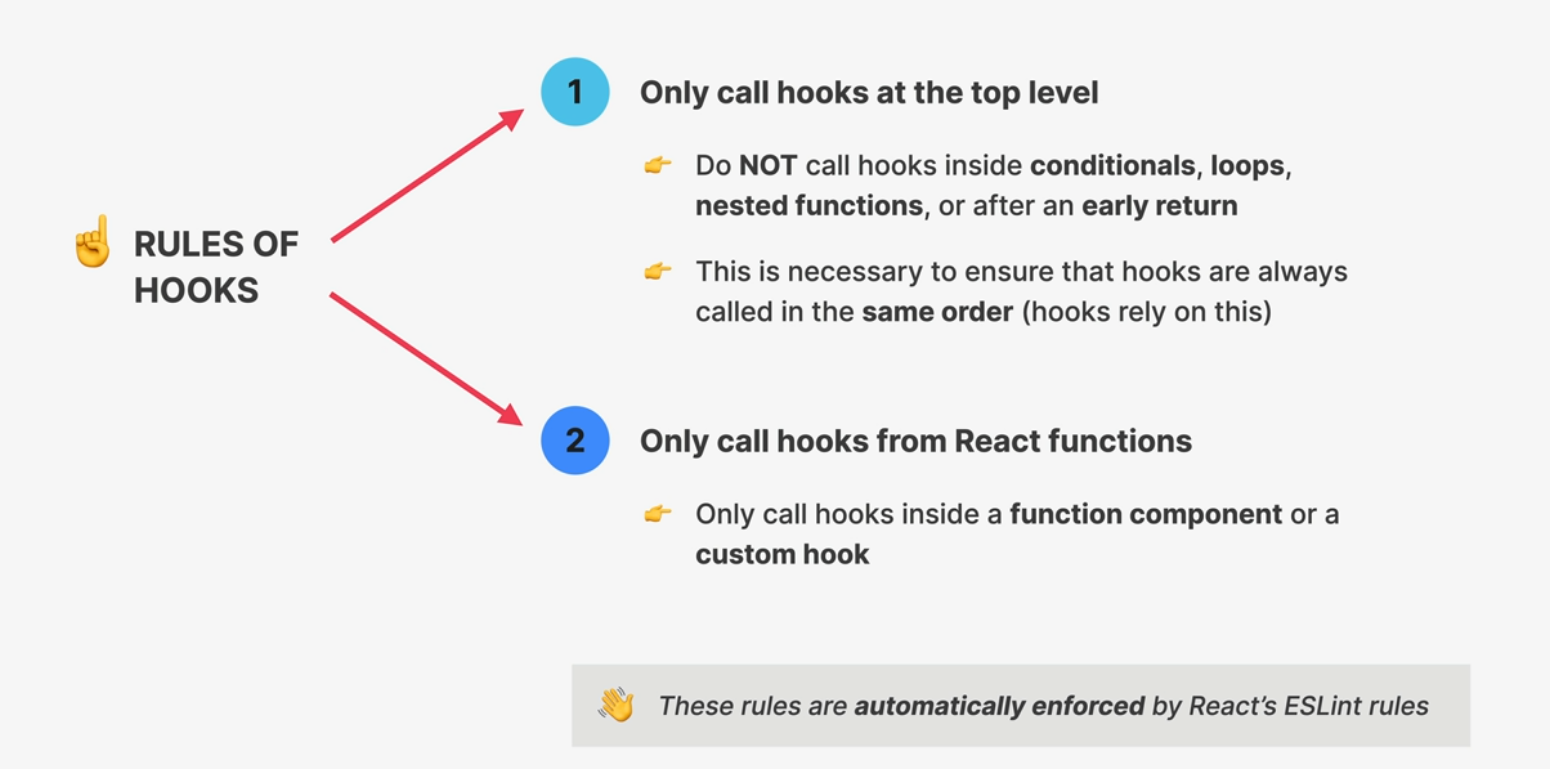 RULES OF
HOOKS
1
Only call hooks at the top level
Do NOT call hooks inside conditionals, loops,
nested functions, or after an early return
This is necessary to ensure that hooks are always
called in the same order (hooks rely on this)
2
Only call hooks from React functions
Only call hooks inside a function component or a
custom hook
These rules are automatically enforced by React’s ESLint rules